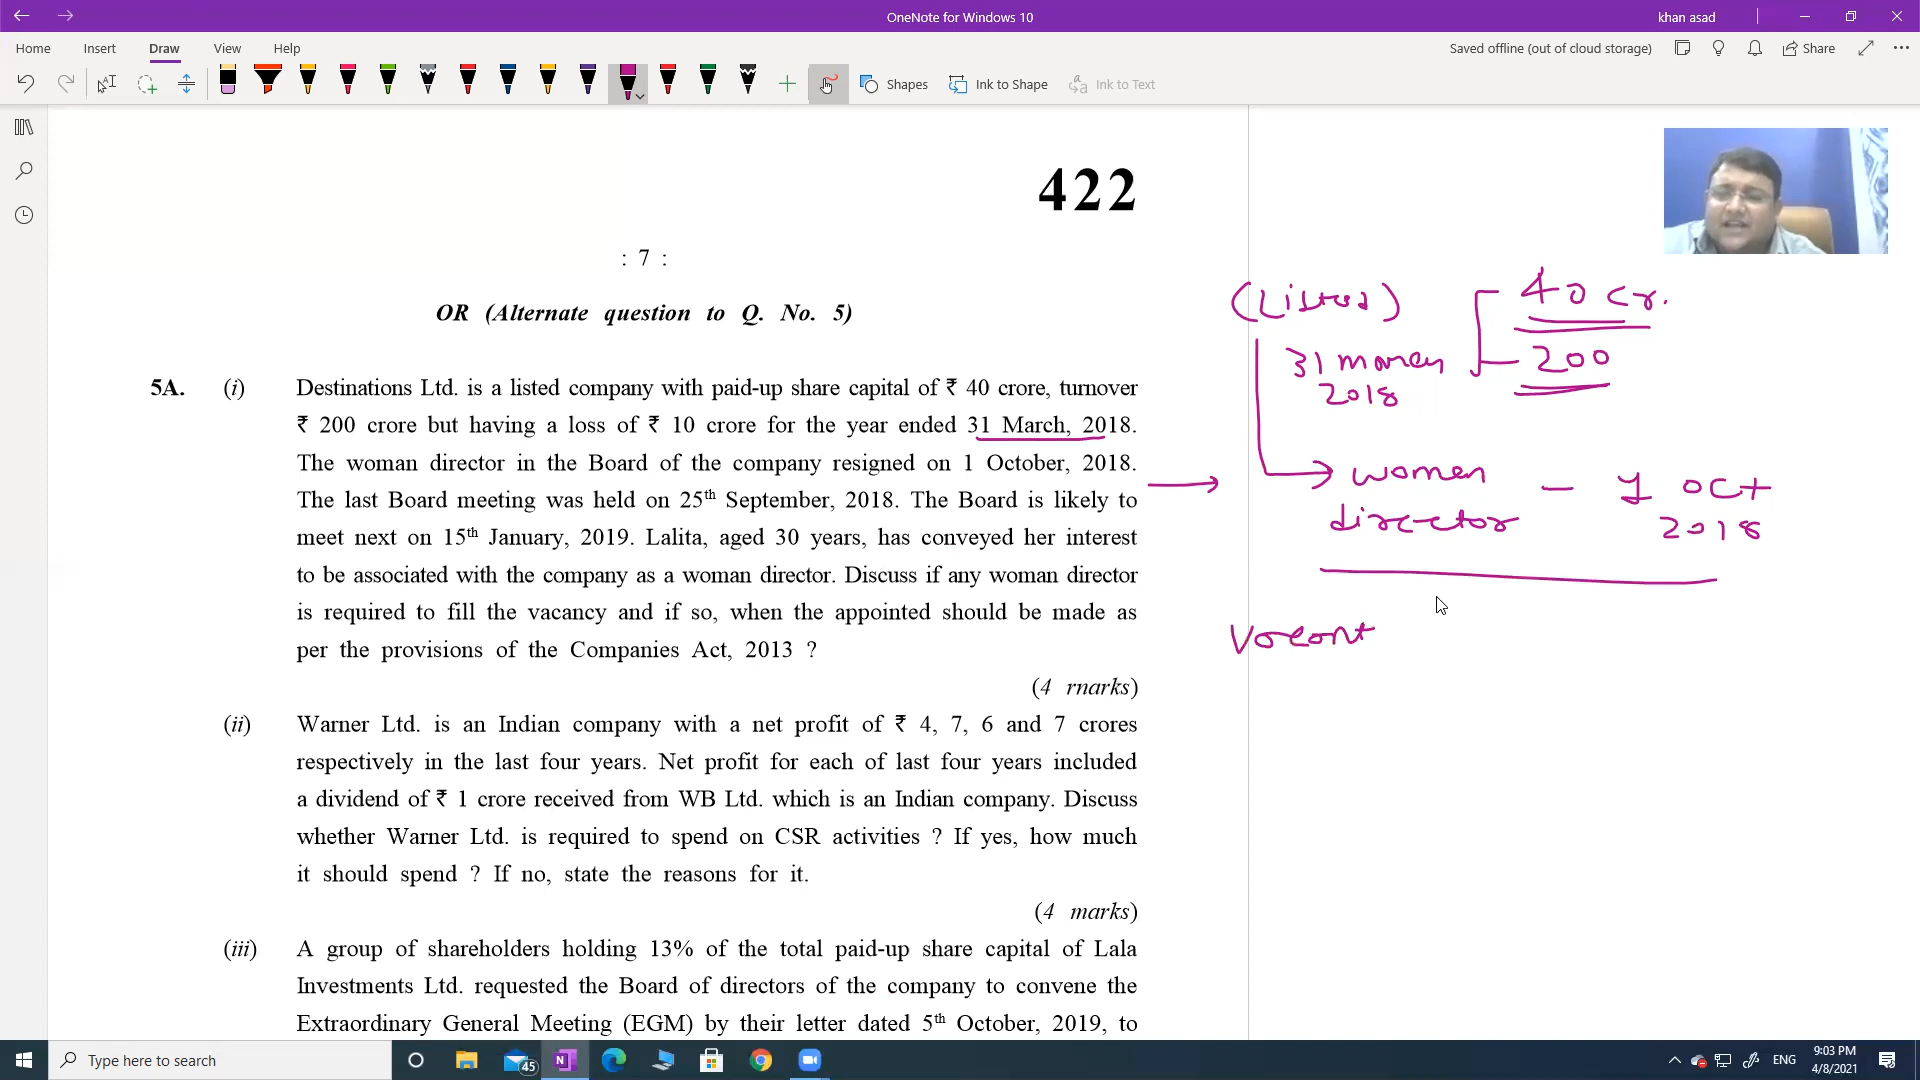 OneNote for Windows 10
khan asad
Home Insert Draw View Help
Saved offline (out of cloud storage)
Share
Shapes
Ink to Shape
Ink to Text
422
: 7 :
OR (Alternate question to Q. No. 5)
5A. (i) Destinations Ltd. is a listed company with paid-up share capital of ₹ 40 crore, turnover
₹ 200 crore but having a loss of ₹ 10 crore for the year ended 31 March, 2018.
The woman director in the Board of the company resigned on 1 October, 2018.
The last Board meeting was held on 25th September, 2018. The Board is likely to
meet next on 15th January, 2019. Lalita, aged 30 years, has conveyed her interest
to be associated with the company as a woman director. Discuss if any woman director
is required to fill the vacancy and if so, when the appointed should be made as
per the provisions of the Companies Act, 2013 ?
(4 rnarks)
(ii) Warner Ltd. is an Indian company with a net profit of ₹ 4, 7, 6 and 7 crores
respectively in the last four years. Net profit for each of last four years included
a dividend of ₹ 1 crore received from WB Ltd. which is an Indian company. Discuss
whether Warner Ltd. is required to spend on CSR activities ? If yes, how much
it should spend ? If no, state the reasons for it.
(4 marks)
(iii) A group of shareholders holding 13% of the total paid-up share capital of Lala
Investments Ltd. requested the Board of directors of the company to convene the
Extraordinary General Meeting (EGM) by their letter dated 5th October, 2019, to
(Listed) 40 Cr.
31 March 200
2018
women - 1 OCT
director 2018
Vacant
Type here to search
45
ENG
9:03 PM
4/8/2021